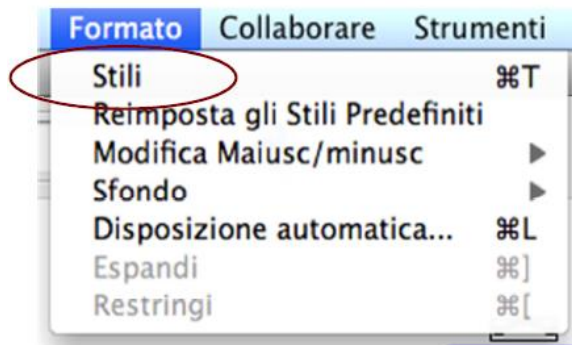 Formato Collaborare Strumenti
Stili ⌘T
Reimposta gli Stili Predefiniti
Modifica Maiusc/minusc ▶
Sfondo ▶
Disposizione automatica... ⌘L
Espandi ⌘]
Restringi ⌘[